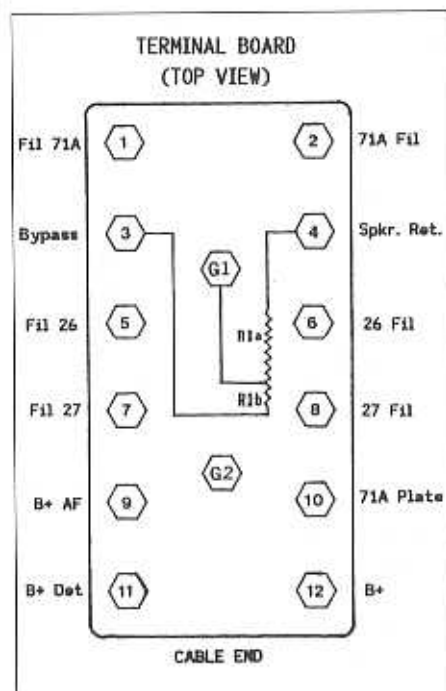 TERMINAL BOARD
(TOP VIEW)
Fil 71A 1 2 71A Fil
Bypass 3 4 Spkr. Ret.
G1
Fil 26 5 6 26 Fil
R1a
R1b
Fil 27 7 8 27 Fil
G2
B+ AF 9 10 71A Plate
B+ Det 11 12 B+
CABLE END